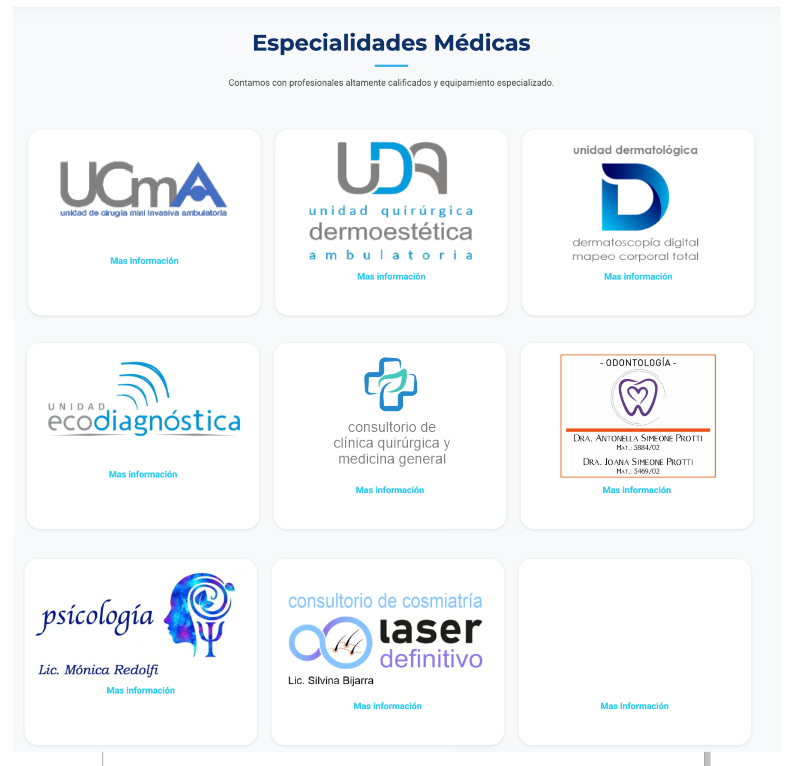 Especialidades Médicas
Contamos con profesionales altamente calificados y equipamiento especializado.
UCmA
unidad de cirugía mini invasiva ambulatoria
Mas información
UDA
unidad quirúrgica
dermoestética
ambulatoria
Mas información
unidad dermatológica
D
dermatoscopía digital
mapeo corporal total
Mas información
UNIDAD
ecodiagnóstica
Mas información
consultorio de
clínica quirúrgica y
medicina general
Mas información
- ODONTOLOGÍA -
DRA. ANTONELLA SIMEONE PROTTI
MAT.: 3884/02
DRA. JOANA SIMEONE PROTTI
MAT.: 5469/02
Mas información
psicología
Lic. Mónica Redolfi
Mas información
consultorio de cosmiatría
laser
definitivo
Lic. Silvina Bijarra
Mas información
Mas información